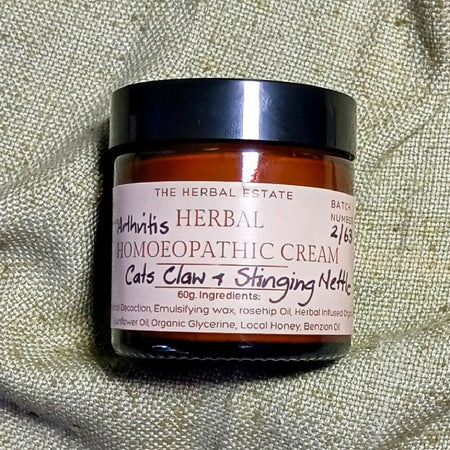 THE HERBAL ESTATE
BATCH
NUMBER
2/63
Arthritis
HERBAL
HOMOEOPATHIC CREAM
Cats Claw & Stinging Nettle
60g. Ingredients:
Decoction, Emulsifying wax, rosehip Oil, Herbal Infused
Sunflower Oil, Organic Glycerine, Local Honey, Benzion Oil